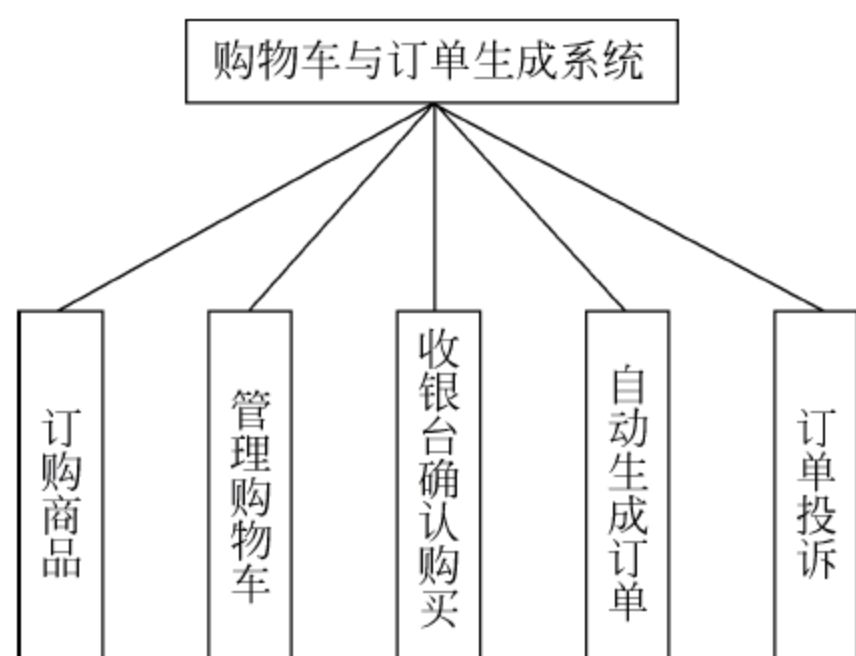 购物车与订单生成系统
订购商品
管理购物车
收银台确认购买
自动生成订单
订单投诉